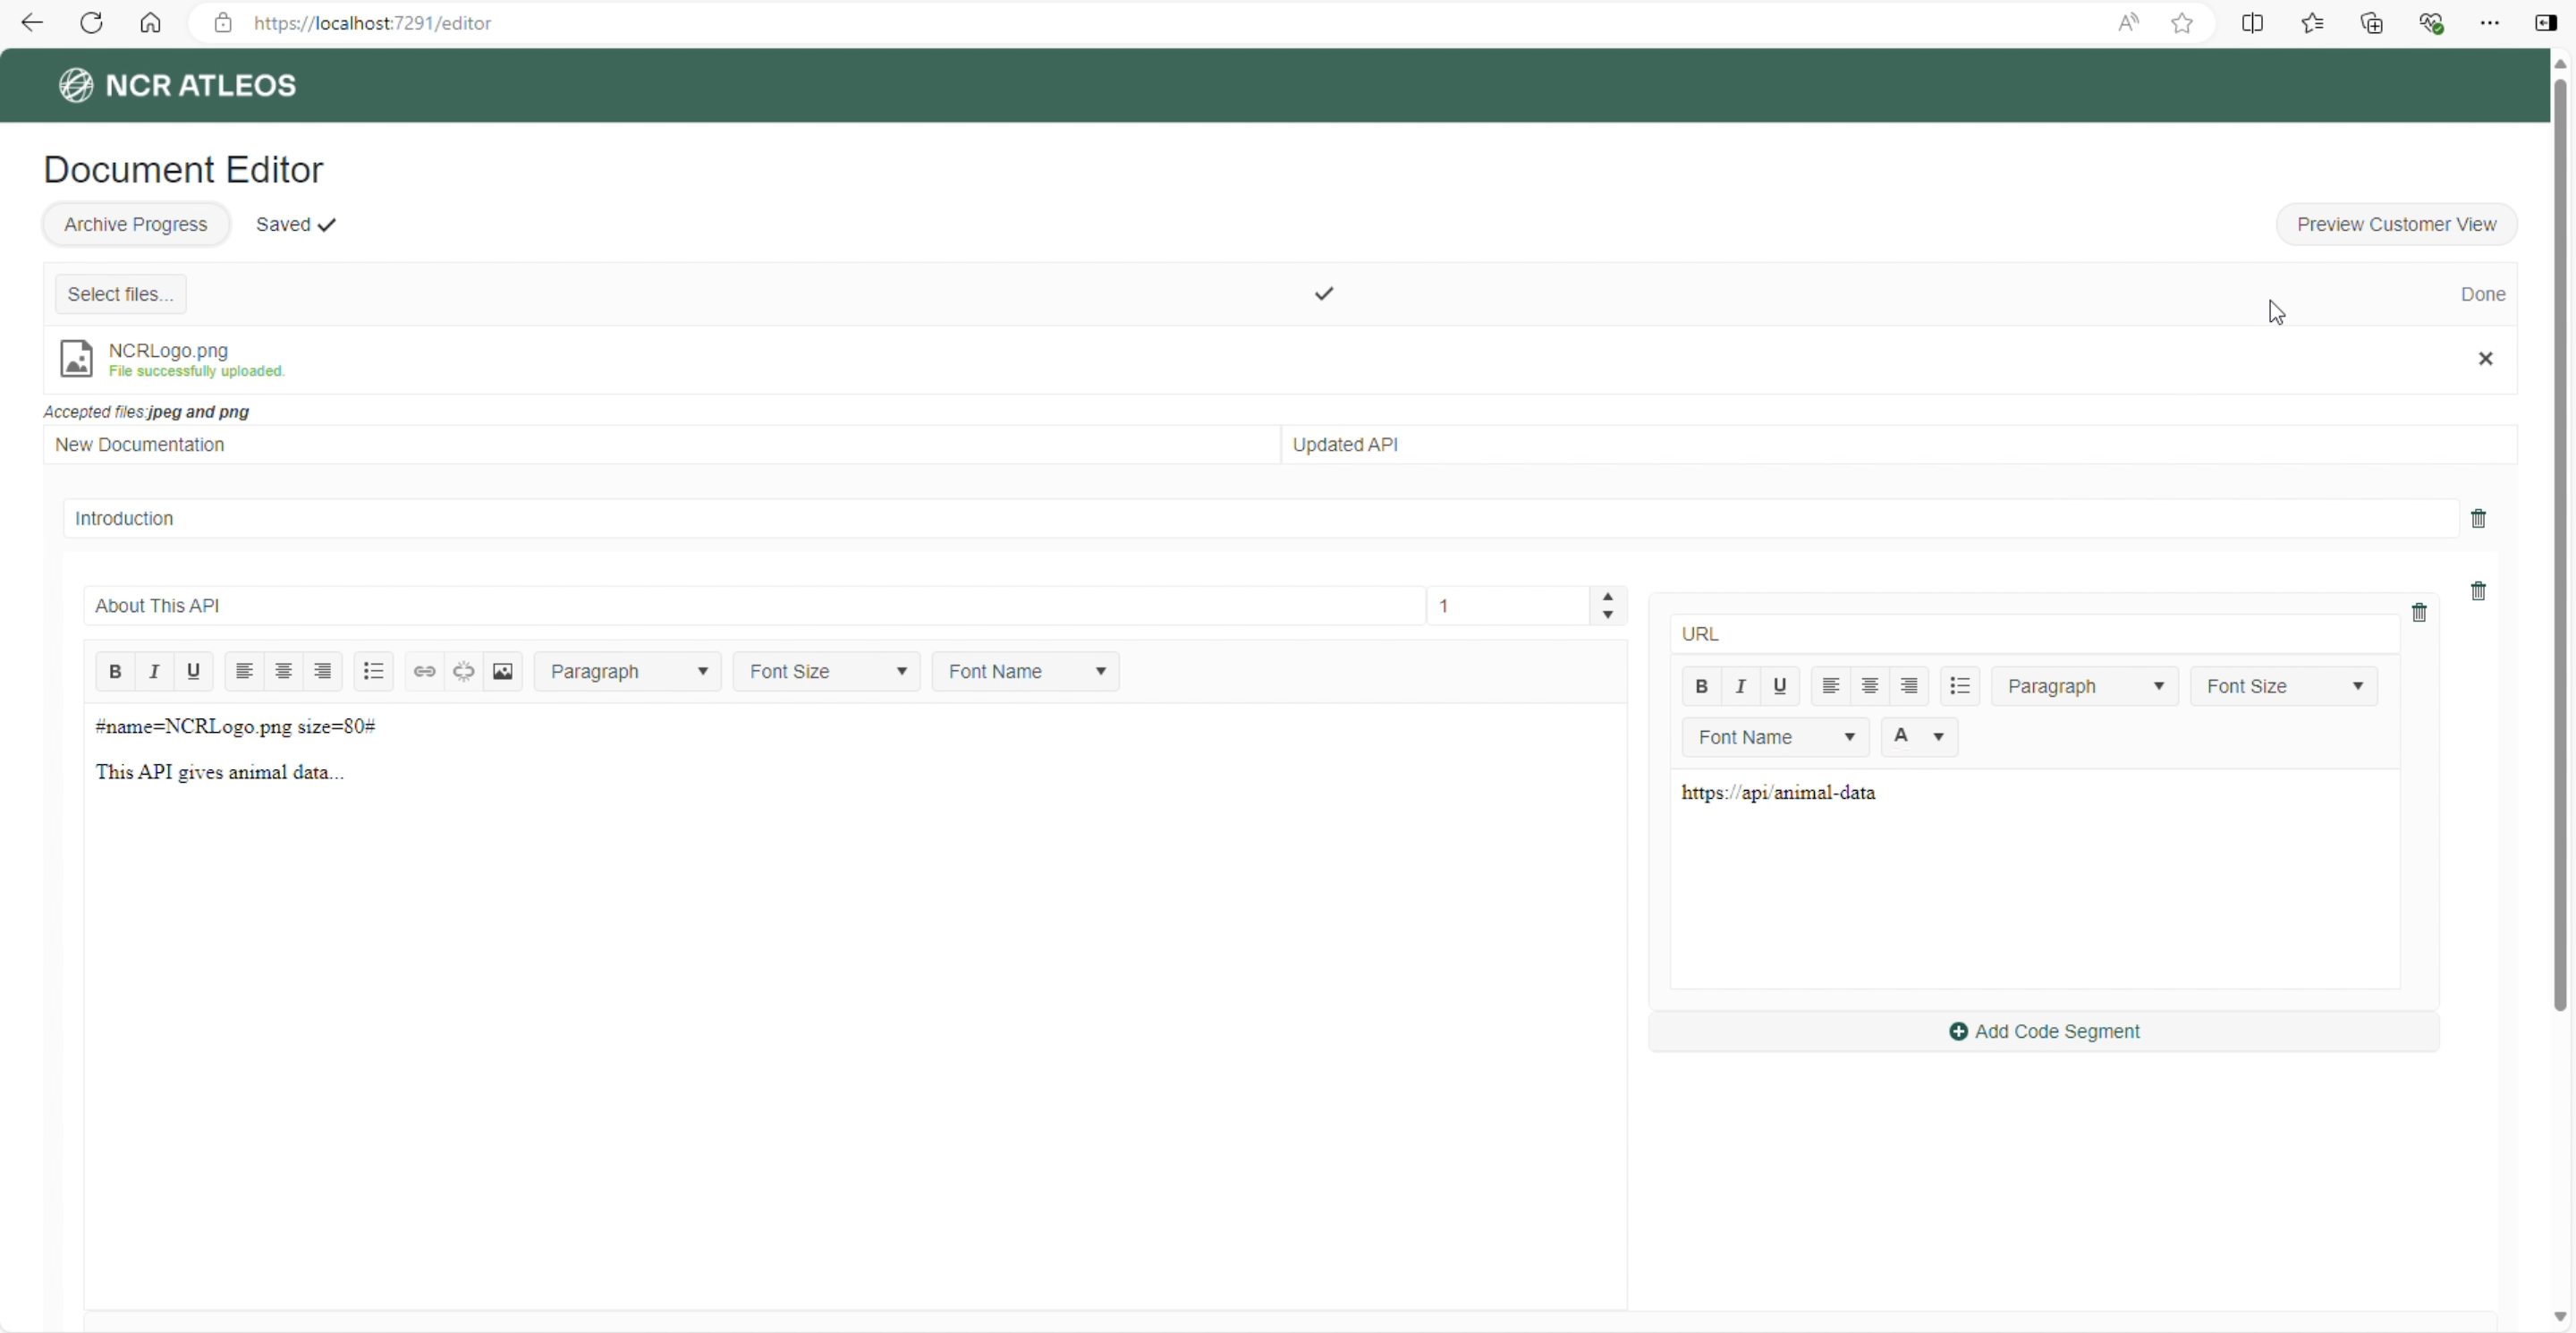 https://localhost:7291/editor
NCR ATLEOS
Document Editor
Archive Progress
Saved
Preview Customer View
Select files...
Done
NCRLogo.png
File successfully uploaded.
Accepted files:jpeg and png
New Documentation
Updated API
Introduction
About This API
1
B I U
Paragraph
Font Size
Font Name
#name=NCRLogo.png size=80#
This API gives animal data...
URL
B I U
Paragraph
Font Size
Font Name
A
https://api/animal-data
Add Code Segment